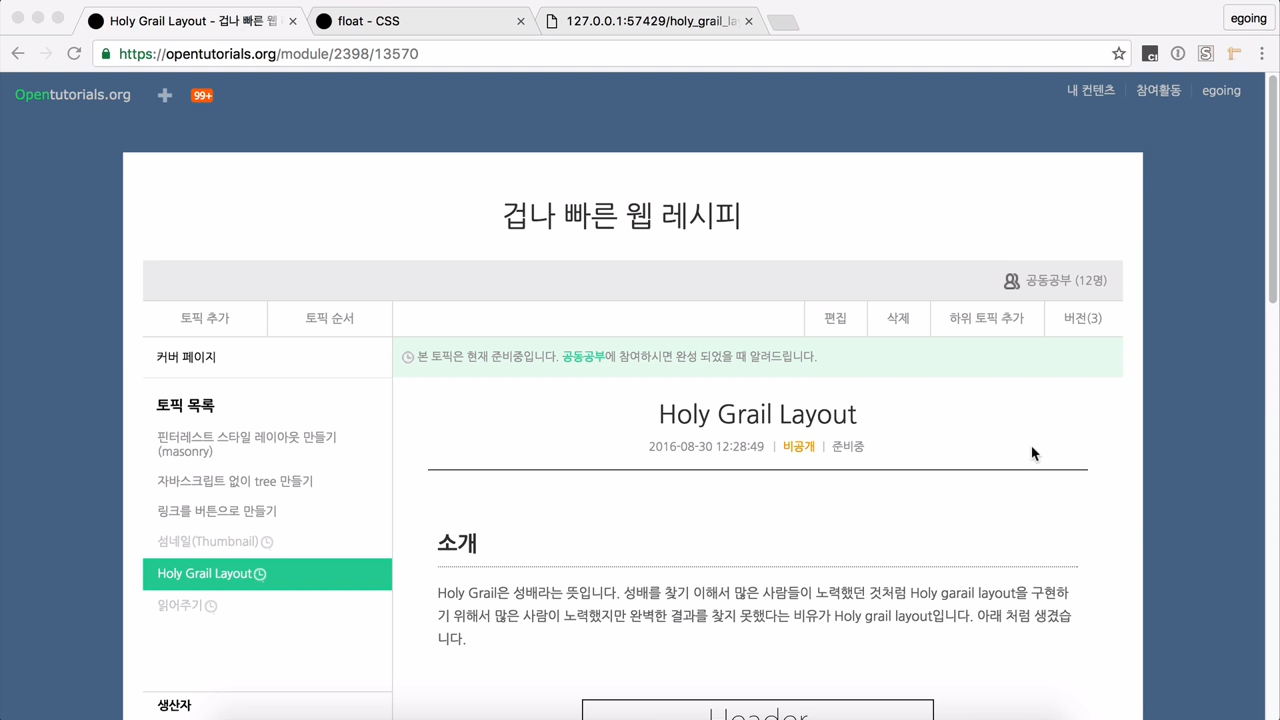 Holy Grail Layout - 겁나 빠른 웹
float - CSS
127.0.0.1:57429/holy_grail_la
egoing
https://opentutorials.org/module/2398/13570
Opentutorials.org
99+
내 컨텐츠
참여활동
egoing
겁나 빠른 웹 레시피
공동공부 (12명)
토픽 추가
토픽 순서
편집
삭제
하위 토픽 추가
버전(3)
커버 페이지
본 토픽은 현재 준비중입니다. 공동공부에 참여하시면 완성 되었을 때 알려드립니다.
토픽 목록
핀터레스트 스타일 레이아웃 만들기
(masonry)
자바스크립트 없이 tree 만들기
링크를 버튼으로 만들기
섬네일(Thumbnail)
Holy Grail Layout
읽어주기
생산자
Holy Grail Layout
2016-08-30 12:28:49 | 비공개 | 준비중
소개
Holy Grail은 성배라는 뜻입니다. 성배를 찾기 이해서 많은 사람들이 노력했던 것처럼 Holy garail layout을 구현하
기 위해서 많은 사람이 노력했지만 완벽한 결과를 찾지 못했다는 비유가 Holy grail layout입니다. 아래 처럼 생겼습
니다.
Header